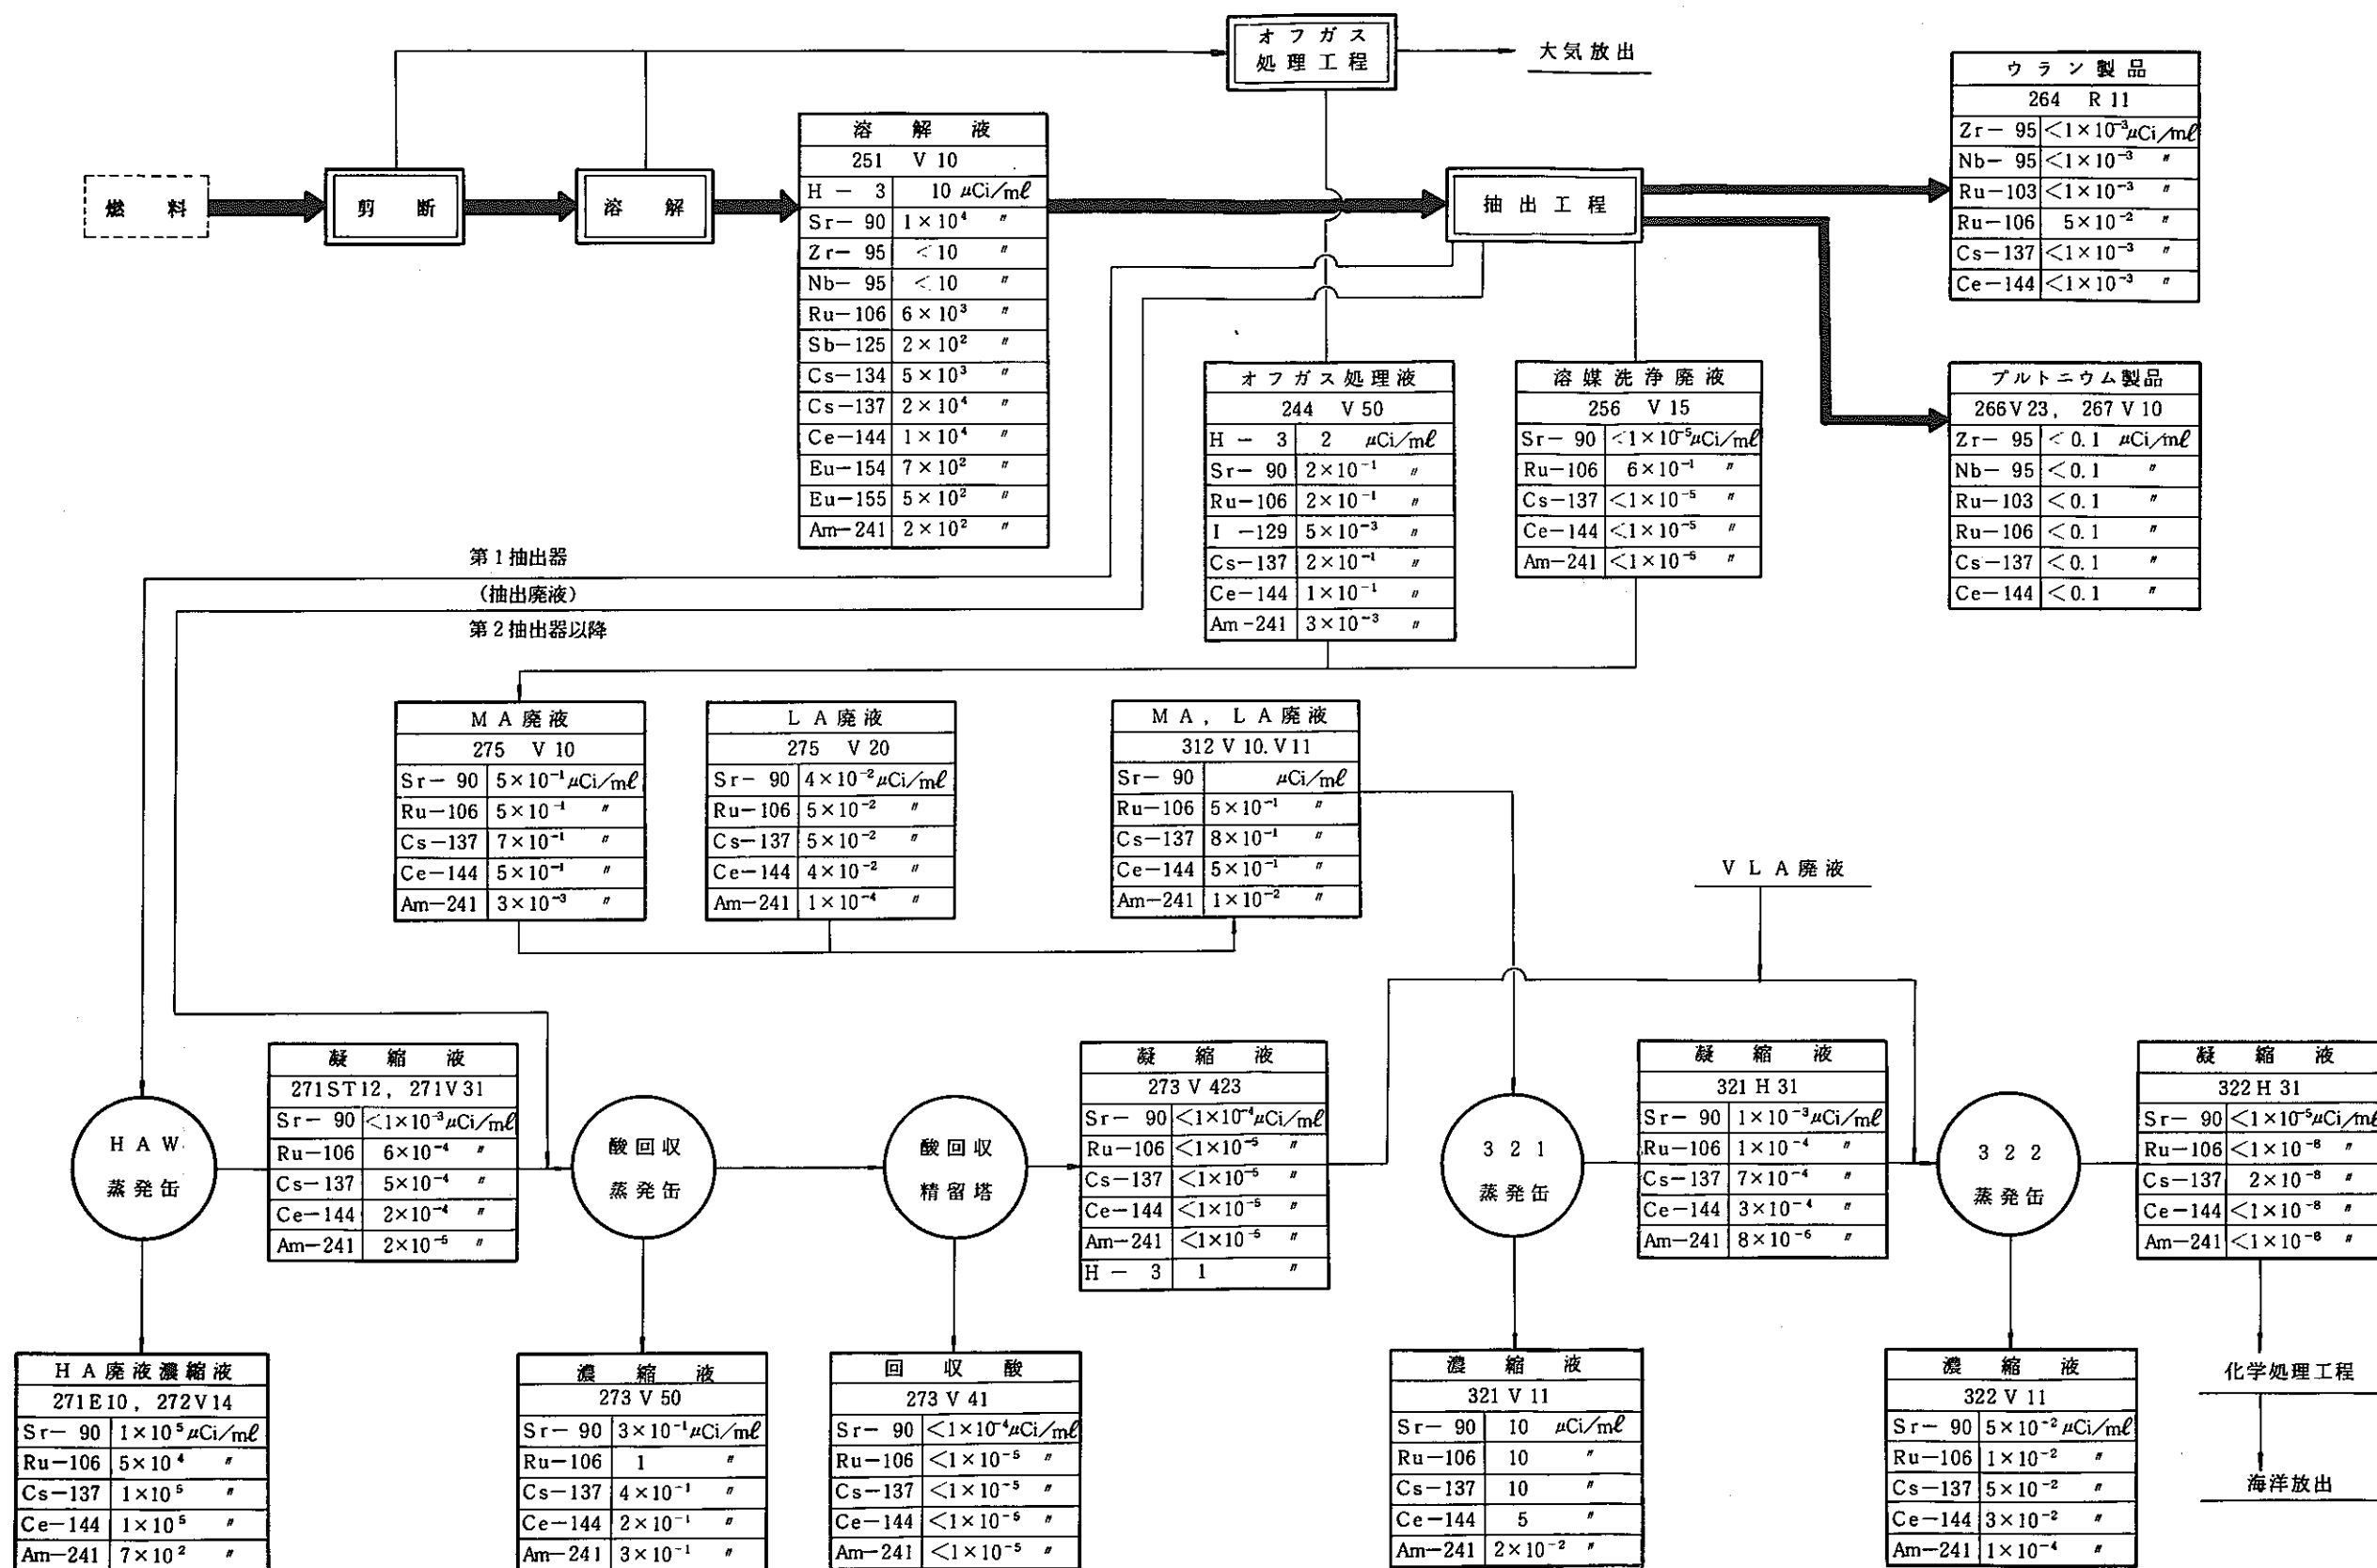 オフガス
処理工程
大気放出
燃料
剪断
溶解
溶解液
251 V 10
H － 3 10 μCi/mℓ
Sr－ 90 1×10⁴ 〃
Zr－ 95 ＜10 〃
Nb－ 95 ＜10 〃
Ru－106 6×10³ 〃
Sb－125 2×10² 〃
Cs－134 5×10³ 〃
Cs－137 2×10⁴ 〃
Ce－144 1×10⁴ 〃
Eu－154 7×10² 〃
Eu－155 5×10² 〃
Am－241 2×10² 〃
抽出工程
ウラン製品
264 R 11
Zr－ 95 ＜1×10⁻³μCi/mℓ
Nb－ 95 ＜1×10⁻³ 〃
Ru－103 ＜1×10⁻³ 〃
Ru－106 5×10⁻² 〃
Cs－137 ＜1×10⁻³ 〃
Ce－144 ＜1×10⁻³ 〃
オフガス処理液
244 V 50
H － 3 2 μCi/mℓ
Sr－ 90 2×10⁻¹ 〃
Ru－106 2×10⁻¹ 〃
I －129 5×10⁻³ 〃
Cs－137 2×10⁻¹ 〃
Ce－144 1×10⁻¹ 〃
Am－241 3×10⁻³ 〃
溶媒洗浄廃液
256 V 15
Sr－ 90 ＜1×10⁻⁵μCi/mℓ
Ru－106 6×10⁻¹ 〃
Cs－137 ＜1×10⁻⁵ 〃
Ce－144 ＜1×10⁻⁵ 〃
Am－241 ＜1×10⁻⁵ 〃
プルトニウム製品
266V23, 267 V 10
Zr－ 95 ＜0.1 μCi/mℓ
Nb－ 95 ＜0.1 〃
Ru－103 ＜0.1 〃
Ru－106 ＜0.1 〃
Cs－137 ＜0.1 〃
Ce－144 ＜0.1 〃
第1抽出器
(抽出廃液)
第2抽出器以降
MA廃液
275 V 10
Sr－ 90 5×10⁻¹μCi/mℓ
Ru－106 5×10⁻¹ 〃
Cs－137 7×10⁻¹ 〃
Ce－144 5×10⁻¹ 〃
Am－241 3×10⁻³ 〃
LA廃液
275 V 20
Sr－ 90 4×10⁻²μCi/mℓ
Ru－106 5×10⁻² 〃
Cs－137 5×10⁻² 〃
Ce－144 4×10⁻² 〃
Am－241 1×10⁻⁴ 〃
MA, LA廃液
312 V 10.V11
Sr－ 90 μCi/mℓ
Ru－106 5×10⁻¹ 〃
Cs－137 8×10⁻¹ 〃
Ce－144 5×10⁻¹ 〃
Am－241 1×10⁻² 〃
VLA廃液
HAW
蒸発缶
凝縮液
271ST12, 271V31
Sr－ 90 ＜1×10⁻³μCi/mℓ
Ru－106 6×10⁻⁴ 〃
Cs－137 5×10⁻⁴ 〃
Ce－144 2×10⁻⁴ 〃
Am－241 2×10⁻⁵ 〃
酸回収
蒸発缶
酸回収
精留塔
凝縮液
273 V 423
Sr－ 90 ＜1×10⁻⁴μCi/mℓ
Ru－106 ＜1×10⁻⁵ 〃
Cs－137 ＜1×10⁻⁵ 〃
Ce－144 ＜1×10⁻⁵ 〃
Am－241 ＜1×10⁻⁵ 〃
H － 3 1 〃
321
蒸発缶
凝縮液
321 H 31
Sr－ 90 1×10⁻³μCi/mℓ
Ru－106 1×10⁻⁴ 〃
Cs－137 7×10⁻⁴ 〃
Ce－144 3×10⁻⁴ 〃
Am－241 8×10⁻⁶ 〃
322
蒸発缶
凝縮液
322 H 31
Sr－ 90 ＜1×10⁻⁵μCi/mℓ
Ru－106 ＜1×10⁻⁸ 〃
Cs－137 2×10⁻⁸ 〃
Ce－144 ＜1×10⁻⁸ 〃
Am－241 ＜1×10⁻⁸ 〃
HA廃液濃縮液
271E10, 272V14
Sr－ 90 1×10⁵μCi/mℓ
Ru－106 5×10⁴ 〃
Cs－137 1×10⁵ 〃
Ce－144 1×10⁵ 〃
Am－241 7×10² 〃
濃縮液
273 V 50
Sr－ 90 3×10⁻¹μCi/mℓ
Ru－106 1 〃
Cs－137 4×10⁻¹ 〃
Ce－144 2×10⁻¹ 〃
Am－241 3×10⁻¹ 〃
回収酸
273 V 41
Sr－ 90 ＜1×10⁻⁴μCi/mℓ
Ru－106 ＜1×10⁻⁵ 〃
Cs－137 ＜1×10⁻⁵ 〃
Ce－144 ＜1×10⁻⁵ 〃
Am－241 ＜1×10⁻⁵ 〃
濃縮液
321 V 11
Sr－ 90 10 μCi/mℓ
Ru－106 10 〃
Cs－137 10 〃
Ce－144 5 〃
Am－241 2×10⁻² 〃
濃縮液
322 V 11
Sr－ 90 5×10⁻²μCi/mℓ
Ru－106 1×10⁻² 〃
Cs－137 5×10⁻² 〃
Ce－144 3×10⁻² 〃
Am－241 1×10⁻⁴ 〃
化学処理工程
海洋放出